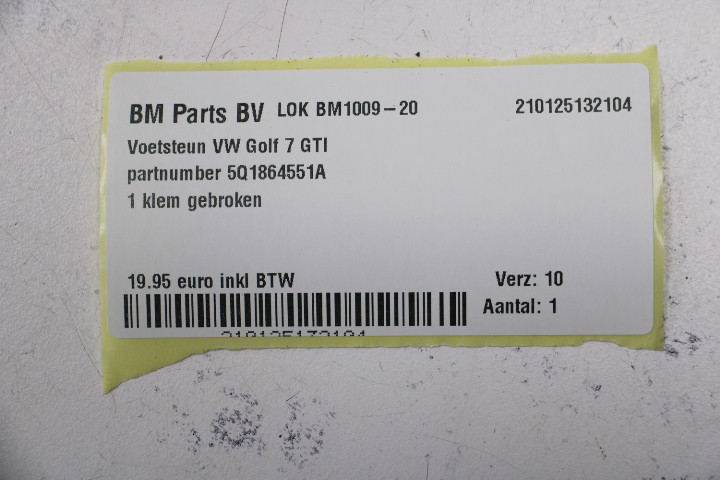 BM Parts BV LOK BM1009-20 210125132104
Voetsteun VW Golf 7 GTI
partnumber 5Q1864551A
1 klem gebroken
19.95 euro inkl BTW Verz: 10
Aantal: 1